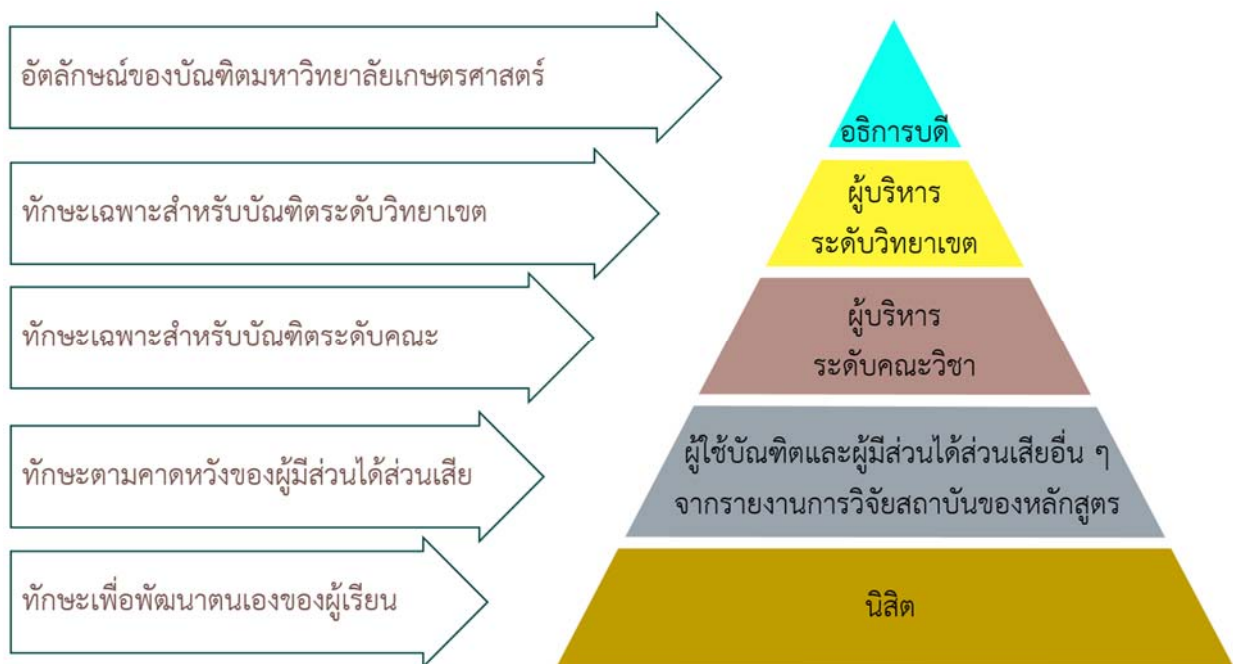 อัตลักษณ์ของบัณฑิตมหาวิทยาลัยเกษตรศาสตร์
อธิการบดี
ทักษะเฉพาะสำหรับบัณฑิตระดับวิทยาเขต
ผู้บริหาร
ระดับวิทยาเขต
ทักษะเฉพาะสำหรับบัณฑิตระดับคณะ
ผู้บริหาร
ระดับคณะวิชา
ทักษะตามคาดหวังของผู้มีส่วนได้ส่วนเสีย
ผู้ใช้บัณฑิตและผู้มีส่วนได้ส่วนเสียอื่น ๆ
จากรายงานการวิจัยสถาบันของหลักสูตร
ทักษะเพื่อพัฒนาตนเองของผู้เรียน
นิสิต